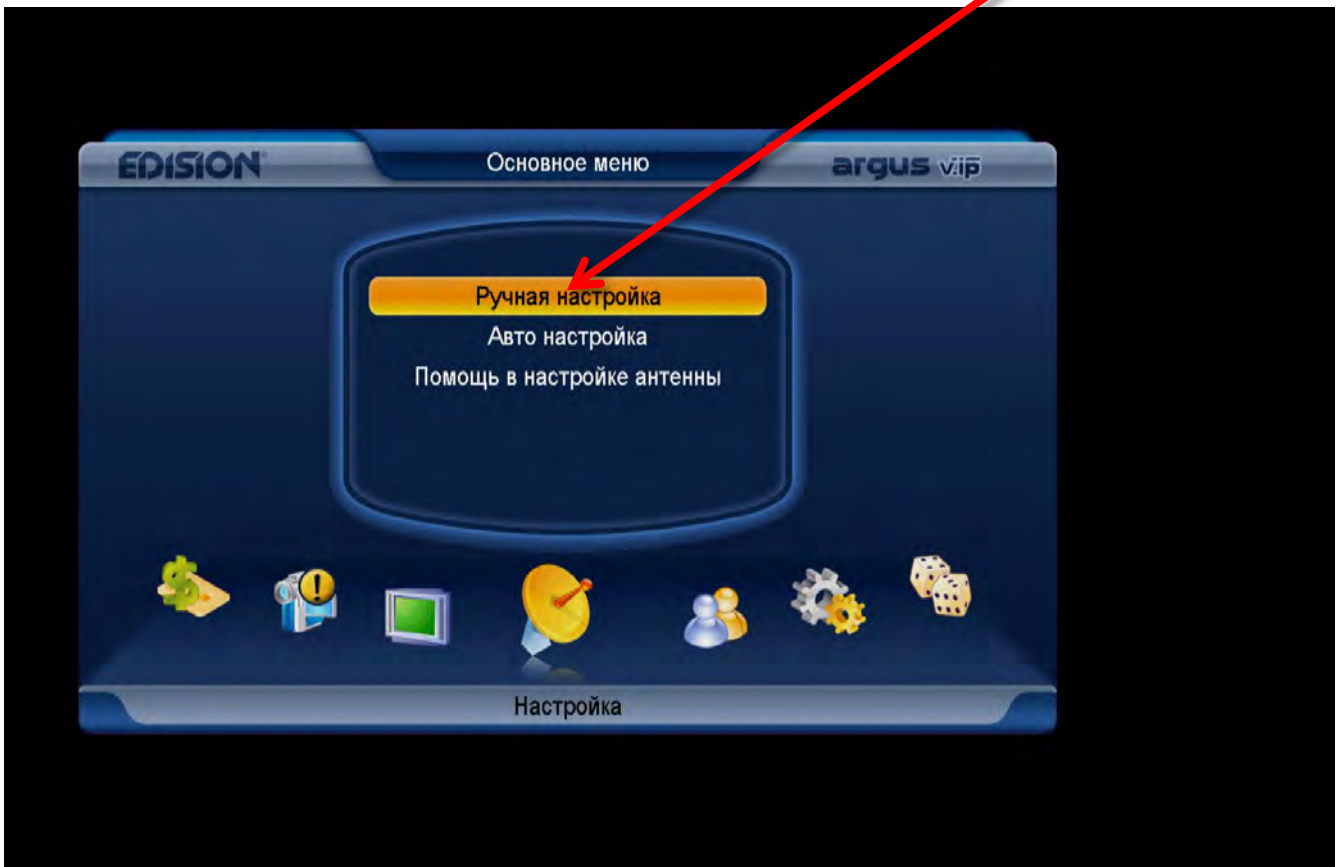 EDISION
Основное меню
argus v.ip
Ручная настройка
Авто настройка
Помощь в настройке антенны
Настройка